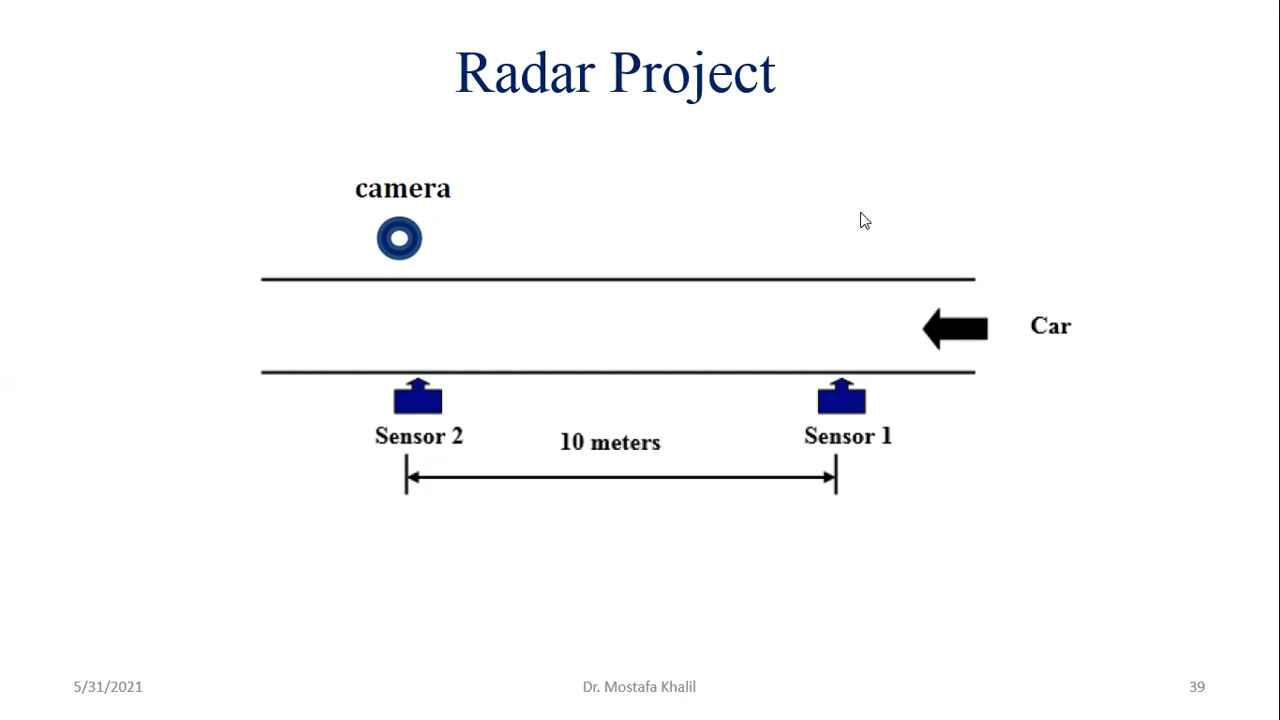 Radar Project
camera
Car
Sensor 2
10 meters
Sensor 1
5/31/2021
Dr. Mostafa Khalil
39